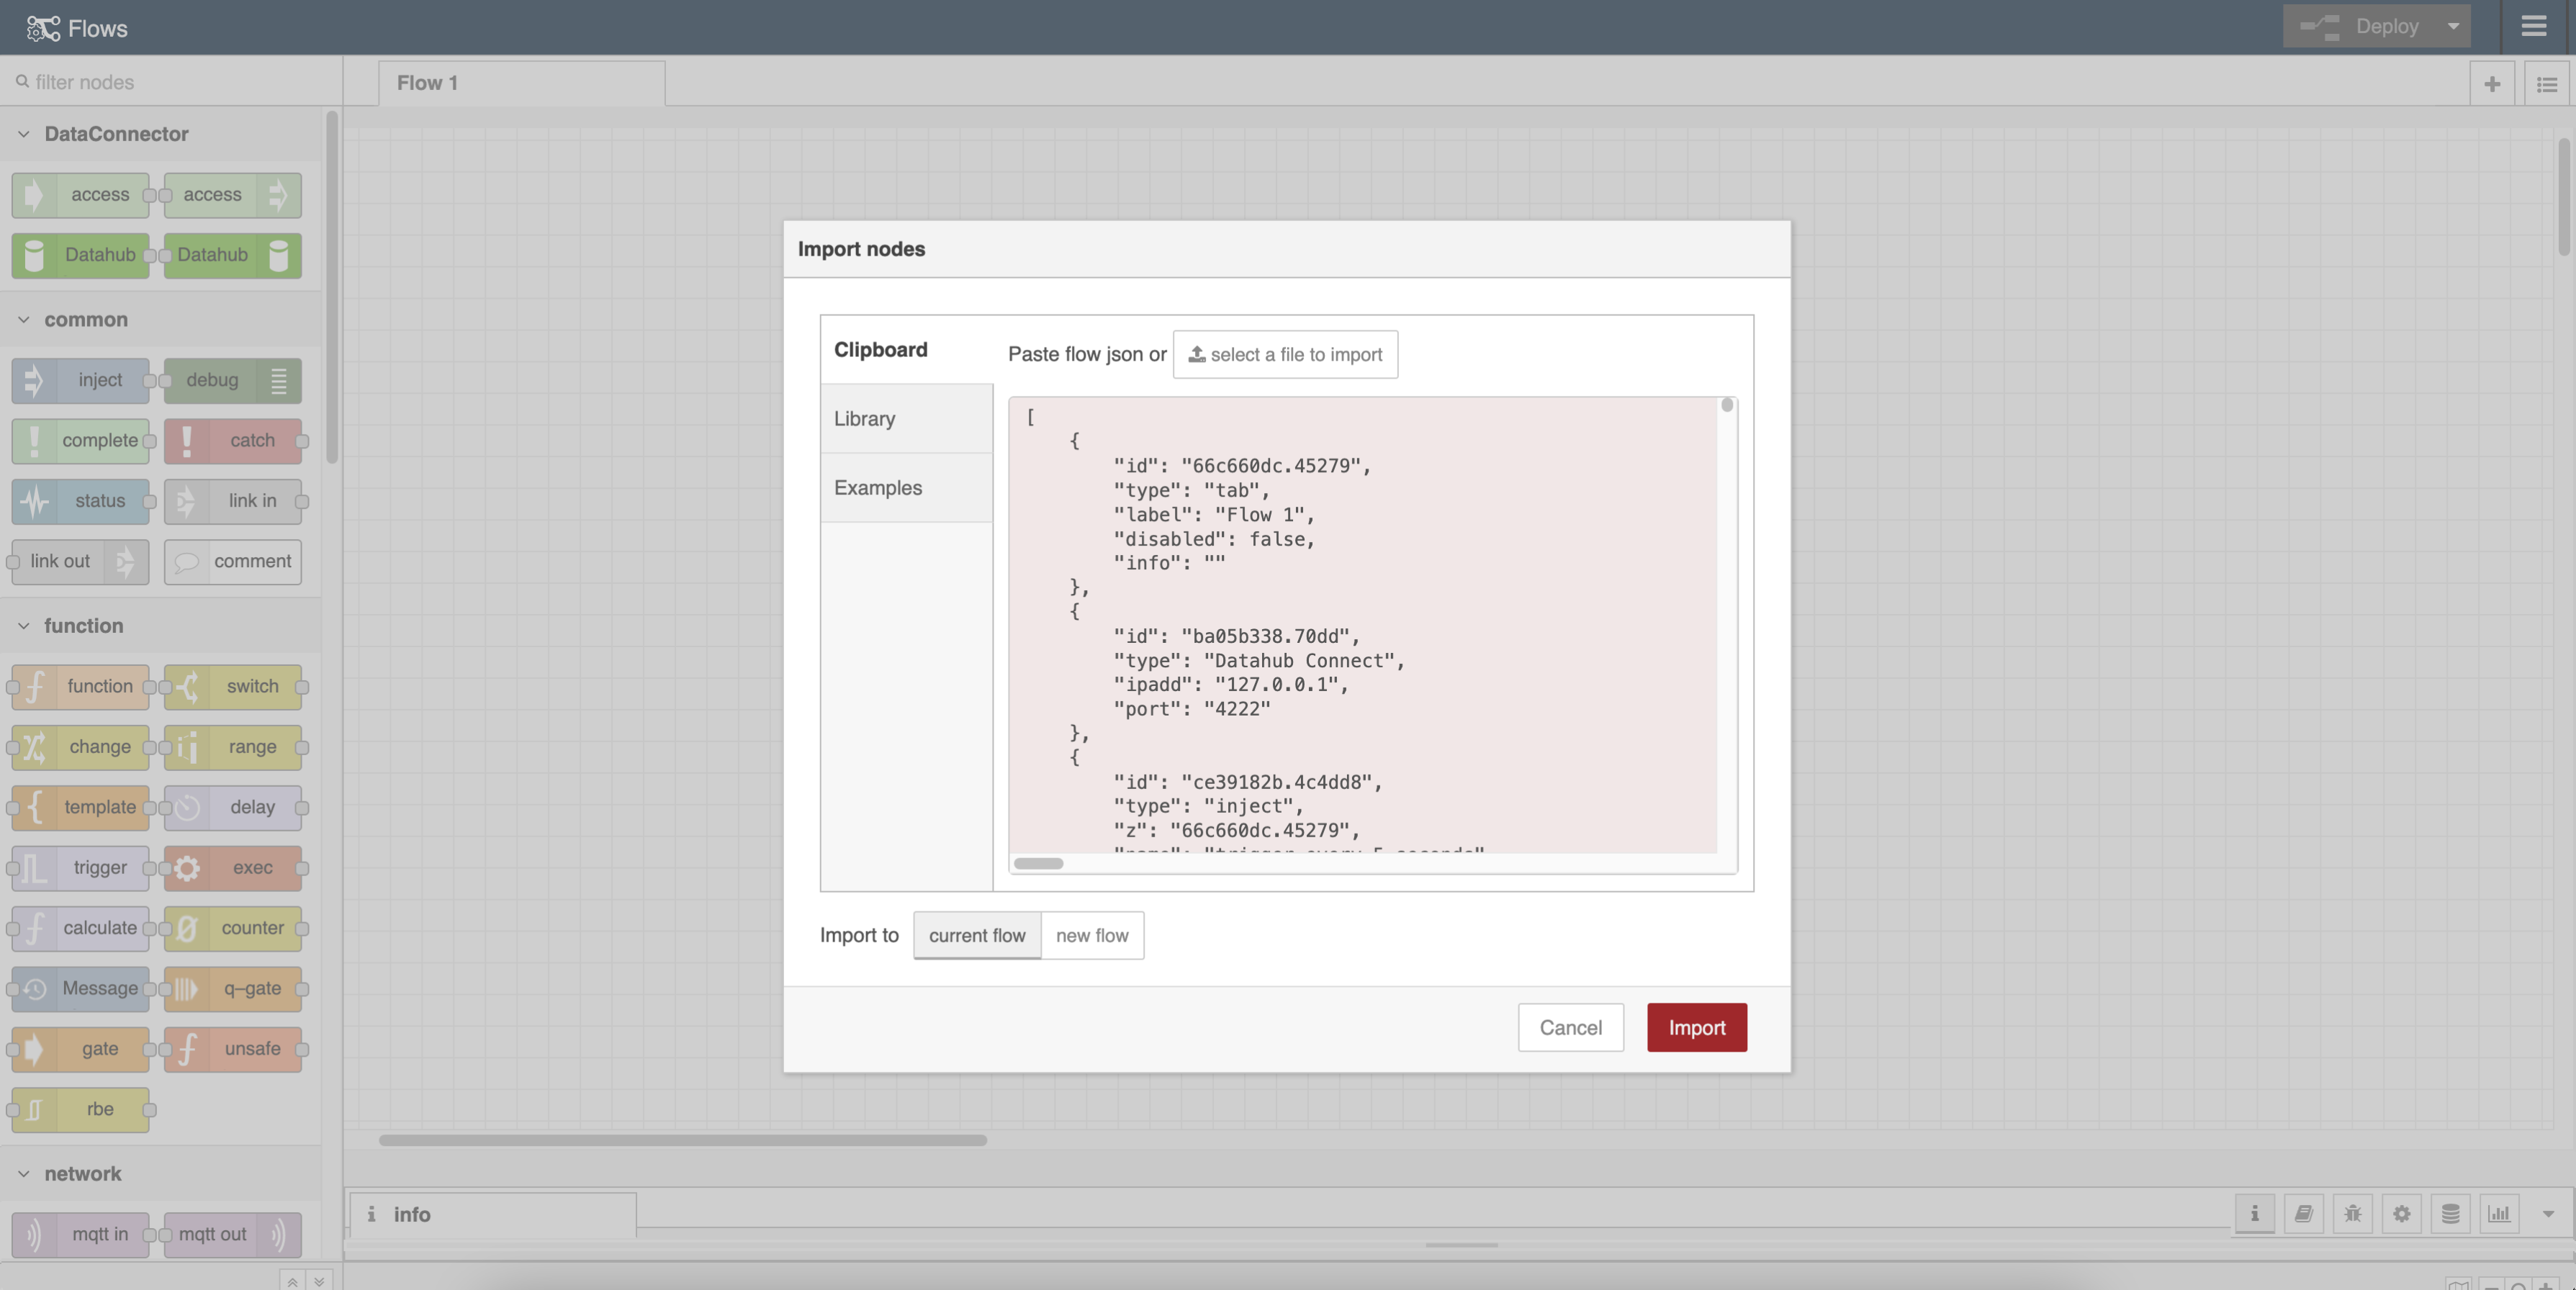 Flows
Deploy
filter nodes
Flow 1
DataConnector
access
access
Datahub
Datahub
common
inject
debug
complete
catch
status
link in
link out
comment
function
function
switch
change
range
template
delay
trigger
exec
calculate
counter
Message
q-gate
gate
unsafe
rbe
network
mqtt in
mqtt out
Import nodes
Clipboard
Library
Examples
Paste flow json or
select a file to import
[
{
"id": "66c660dc.45279",
"type": "tab",
"label": "Flow 1",
"disabled": false,
"info": ""
},
{
"id": "ba05b338.70dd",
"type": "Datahub Connect",
"ipadd": "127.0.0.1",
"port": "4222"
},
{
"id": "ce39182b.4c4dd8",
"type": "inject",
"z": "66c660dc.45279",
"name": "trigger every 5 seconds"
Import to
current flow
new flow
Cancel
Import
i info